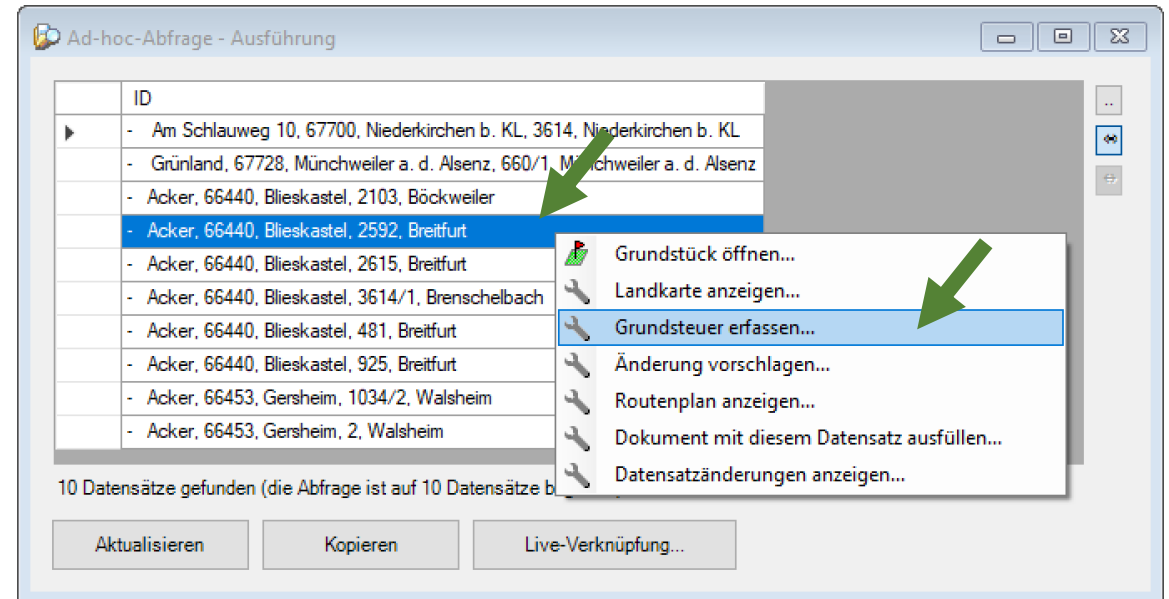 Ad-hoc-Abfrage - Ausführung
ID
- Am Schlauweg 10, 67700, Niederkirchen b. KL, 3614, Niederkirchen b. KL
- Grünland, 67728, Münchweiler a. d. Alsenz, 660/1, Münchweiler a. d. Alsenz
- Acker, 66440, Blieskastel, 2103, Böckweiler
- Acker, 66440, Blieskastel, 2592, Breitfurt
- Acker, 66440, Blieskastel, 2615, Breitfurt
- Acker, 66440, Blieskastel, 3614/1, Brenschelbach
- Acker, 66440, Blieskastel, 481, Breitfurt
- Acker, 66440, Blieskastel, 925, Breitfurt
- Acker, 66453, Gersheim, 1034/2, Walsheim
- Acker, 66453, Gersheim, 2, Walsheim
Grundstück öffnen...
Landkarte anzeigen...
Grundsteuer erfassen...
Änderung vorschlagen...
Routenplan anzeigen...
Dokument mit diesem Datensatz ausfüllen...
Datensatzänderungen anzeigen...
..
10 Datensätze gefunden (die Abfrage ist auf 10 Datensätze
Aktualisieren
Kopieren
Live-Verknüpfung...